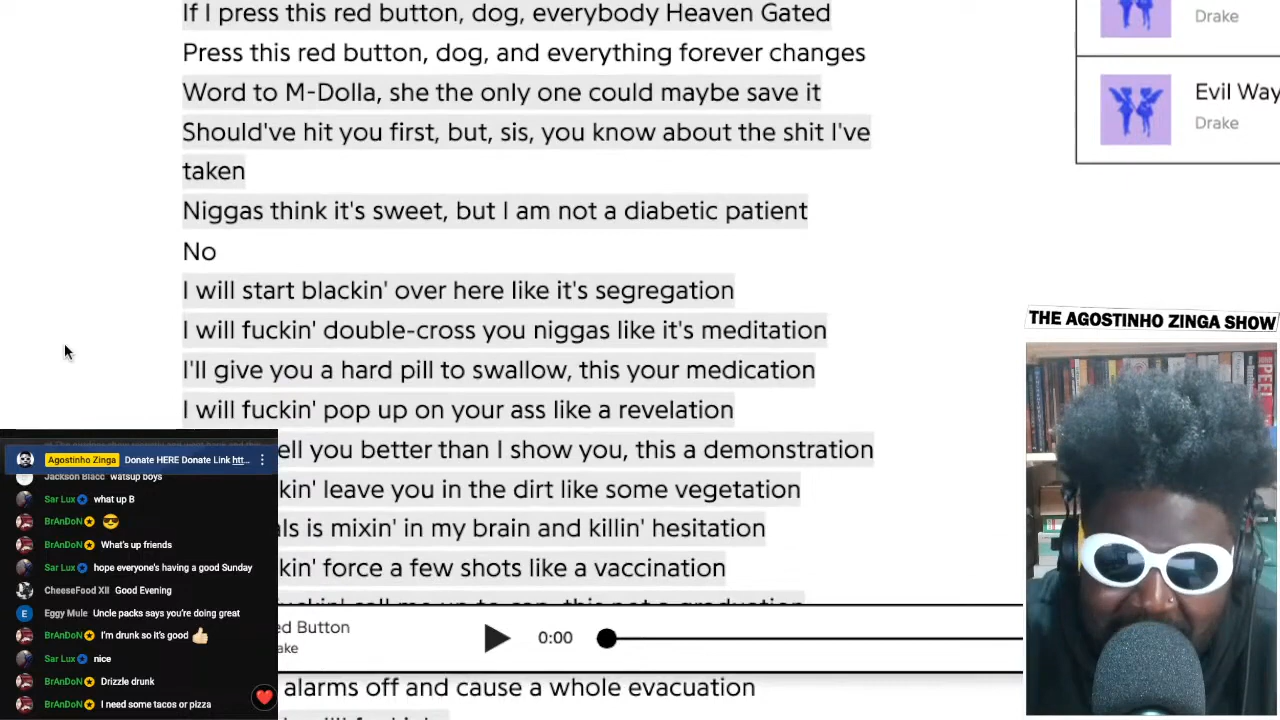 If I press this red button, dog, everybody Heaven Gated
Press this red button, dog, and everything forever changes
Word to M-Dolla, she the only one could maybe save it
Should've hit you first, but, sis, you know about the shit I've
taken
Niggas think it's sweet, but I am not a diabetic patient
No
I will start blackin' over here like it's segregation
I will fuckin' double-cross you niggas like it's meditation
I'll give you a hard pill to swallow, this your medication
I will fuckin' pop up on your ass like a revelation
ell you better than I show you, this a demonstration
kin' leave you in the dirt like some vegetation
als is mixin' in my brain and killin' hesitation
kin' force a few shots like a vaccination
ed Button
ake
0:00
alarms off and cause a whole evacuation
Drake
Evil Way
Drake
THE AGOSTINHO ZINGA SHOW
Agostinho Zinga Donate HERE Donate Link htt...
Jackson Blacc watsup boys
Sar Lux what up B
BrAnDoN 😎
BrAnDoN What's up friends
Sar Lux hope everyone's having a good Sunday
CheeseFood XII Good Evening
E Eggy Mule Uncle packs says you're doing great
BrAnDoN I'm drunk so it's good 👍
Sar Lux nice
BrAnDoN Drizzle drunk
BrAnDoN I need some tacos or pizza